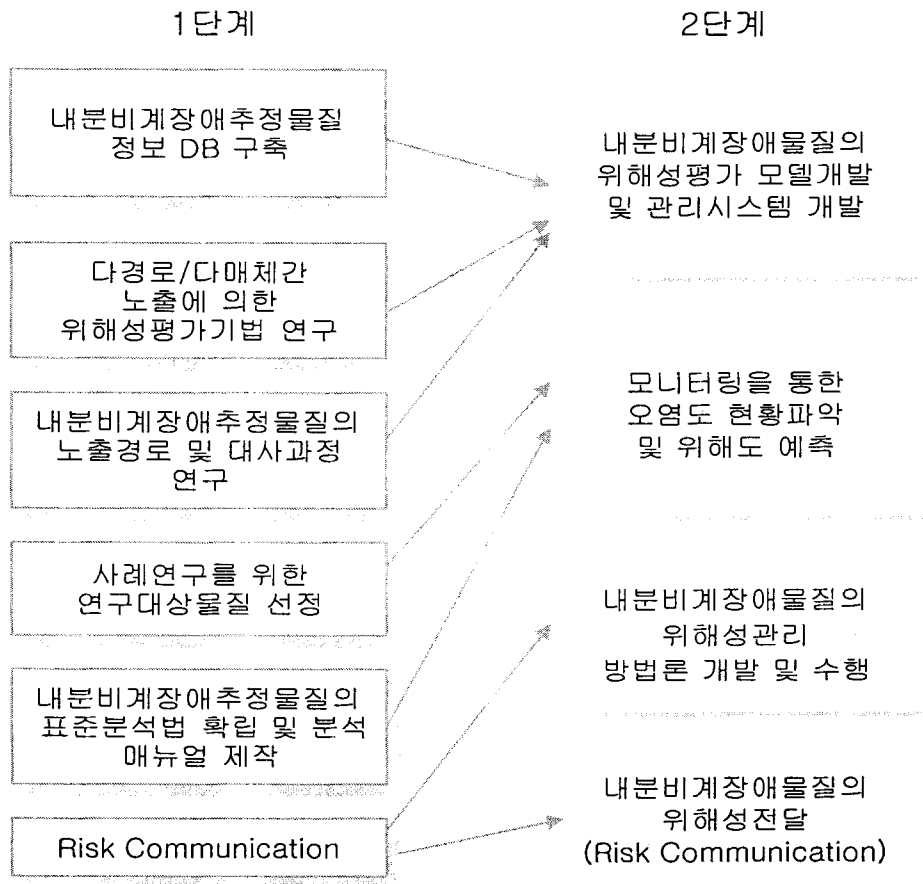 1단계
내분비계장애추정물질
정보 DB 구축
다경로/다매체간
노출에 의한
위해성평가기법 연구
내분비계장애추정물질의
노출경로 및 대사과정
연구
사례연구를 위한
연구대상물질 선정
내분비계장애추정물질의
표준분석법 확립 및 분석
매뉴얼 제작
Risk Communication
2단계
내분비계장애물질의
위해성평가 모델개발
및 관리시스템 개발
모니터링을 통한
오염도 현황파악
및 위해도 예측
내분비계장애물질의
위해성관리
방법론 개발 및 수행
내분비계장애물질의
위해성전달
(Risk Communication)